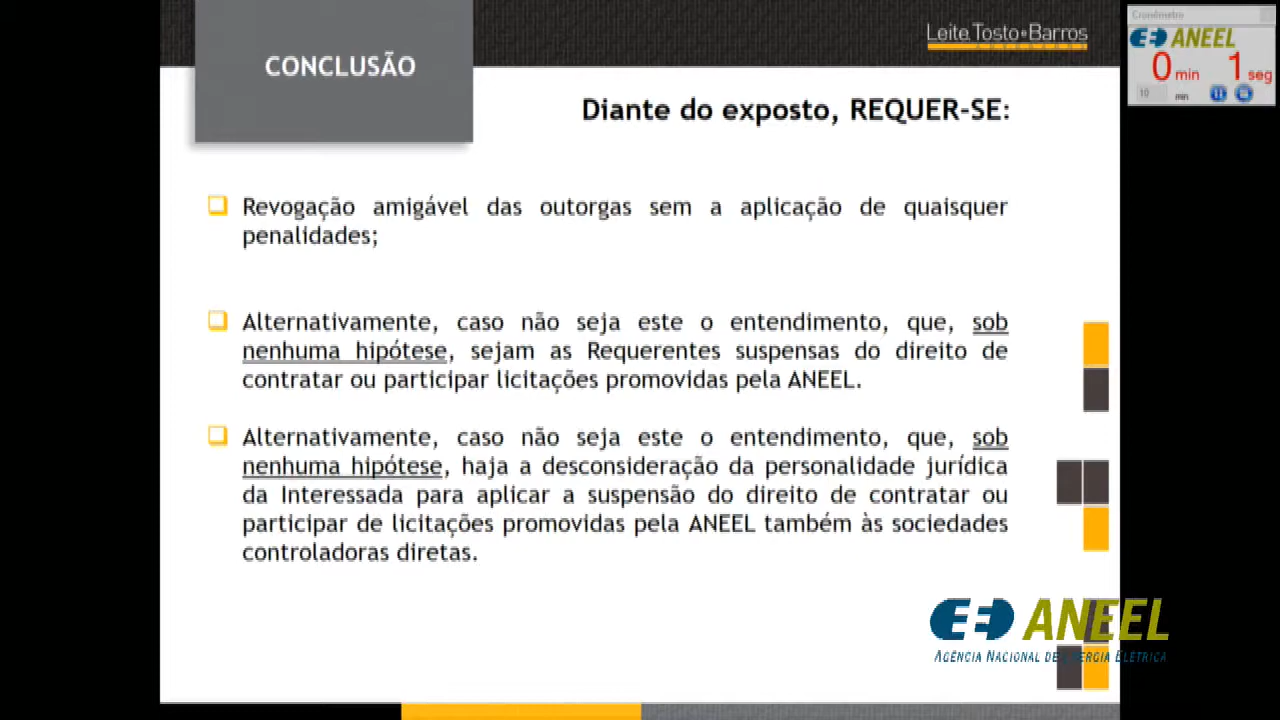 CONCLUSÃO
Leite,Tosto•Barros
Cronômetro
ANEEL
0 min 1 seg
10 min
Diante do exposto, REQUER-SE:
Revogação amigável das outorgas sem a aplicação de quaisquer
penalidades;
Alternativamente, caso não seja este o entendimento, que, sob
nenhuma hipótese, sejam as Requerentes suspensas do direito de
contratar ou participar licitações promovidas pela ANEEL.
Alternativamente, caso não seja este o entendimento, que, sob
nenhuma hipótese, haja a desconsideração da personalidade jurídica
da Interessada para aplicar a suspensão do direito de contratar ou
participar de licitações promovidas pela ANEEL também às sociedades
controladoras diretas.
ANEEL
AGÊNCIA NACIONAL DE ENERGIA ELÉTRICA